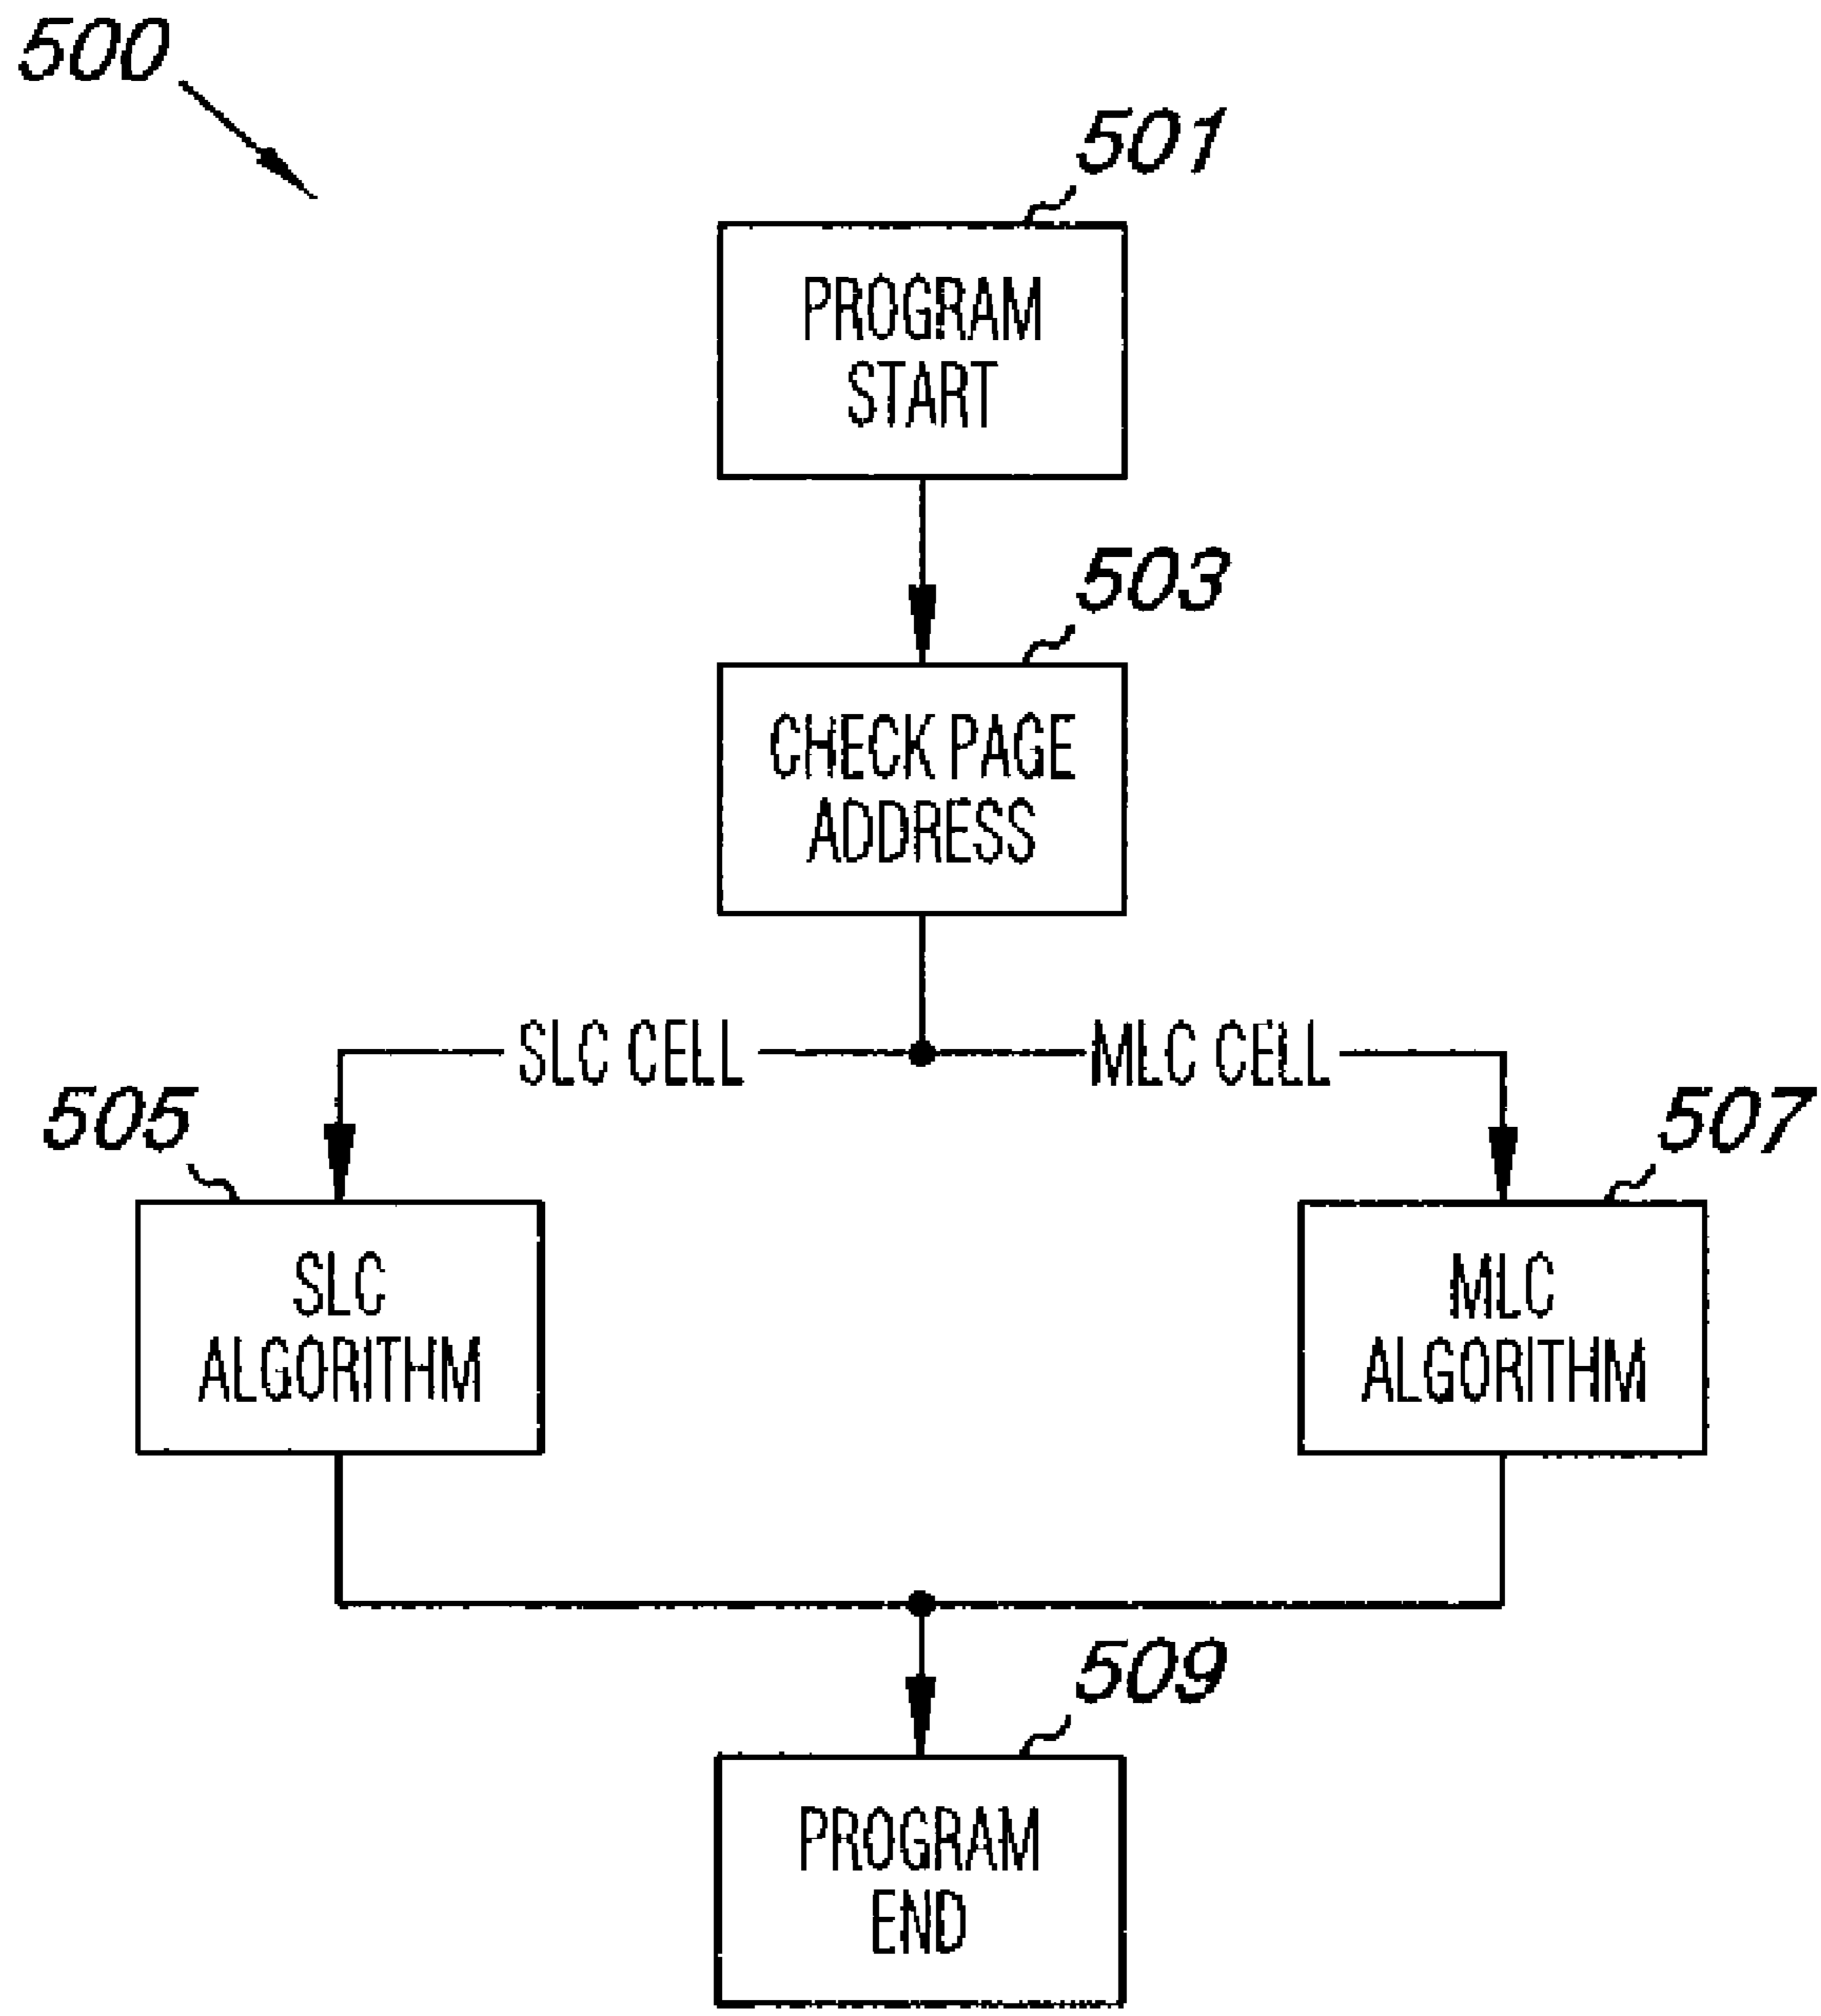 500
501
PROGRAM
START
503
CHECK PAGE
ADDRESS
SLC CELL
MLC CELL
505
507
SLC
ALGORITHM
MLC
ALGORITHM
509
PROGRAM
END